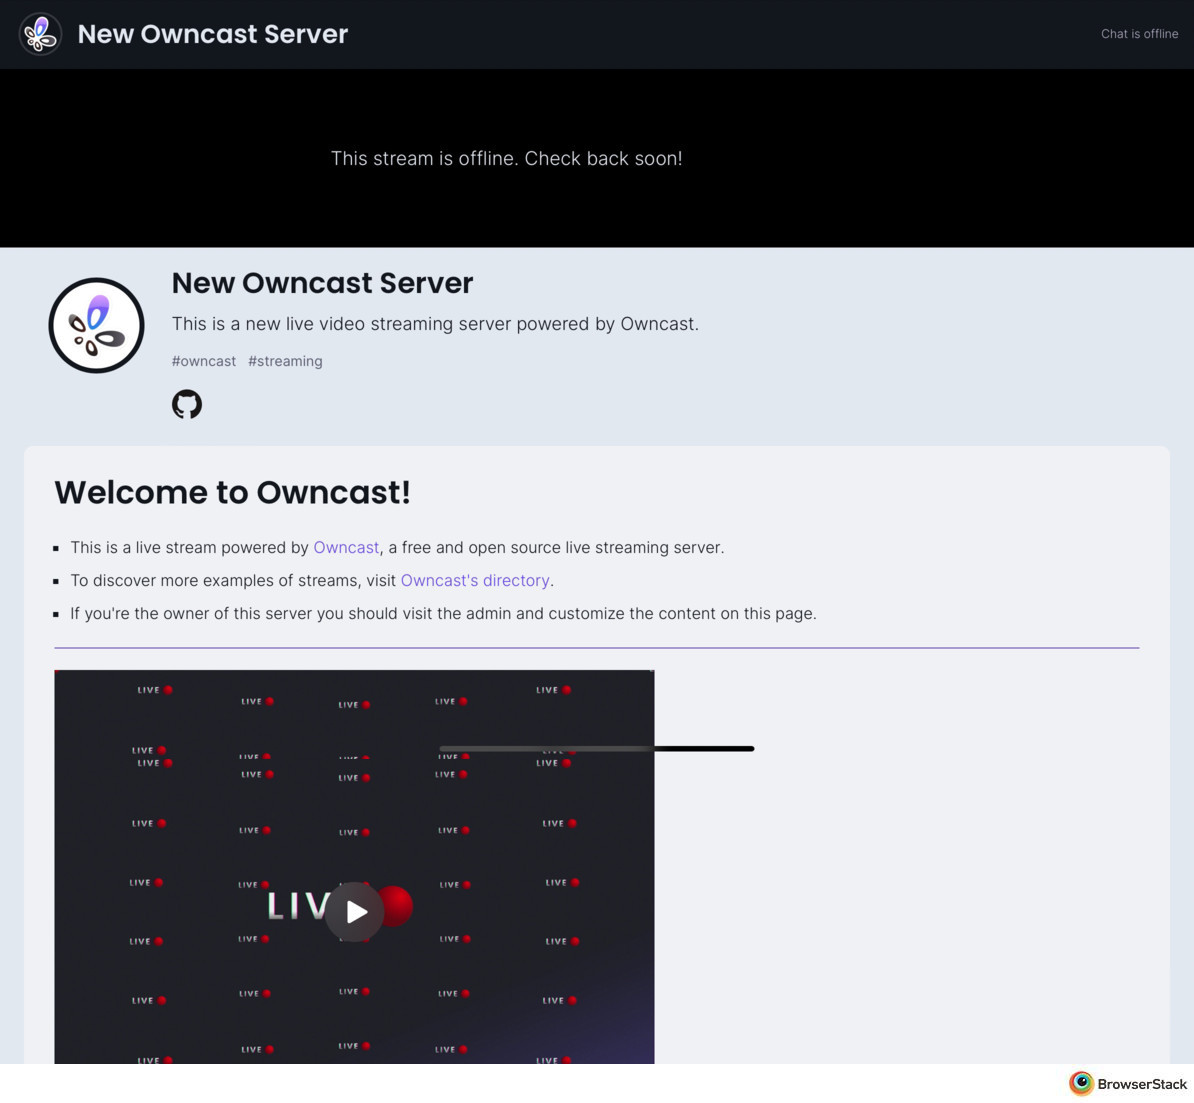 New Owncast Server
Chat is offline
This stream is offline. Check back soon!
New Owncast Server
This is a new live video streaming server powered by Owncast.
#owncast #streaming
Welcome to Owncast!
This is a live stream powered by Owncast, a free and open source live streaming server.
To discover more examples of streams, visit Owncast's directory.
If you're the owner of this server you should visit the admin and customize the content on this page.
LIVE LIVE LIVE LIVE LIVE
LIVE LIVE LIVE LIVE
LIVE LIVE LIVE LIVE LIVE
LIVE LIVE LIVE LIVE LIVE
LIVE LIVE LIVE LIVE
LIV
LIVE LIVE LIVE LIVE
LIVE LIVE LIVE LIVE LIVE
LIVE LIVE LIVE LIVE LIVE
BrowserStack